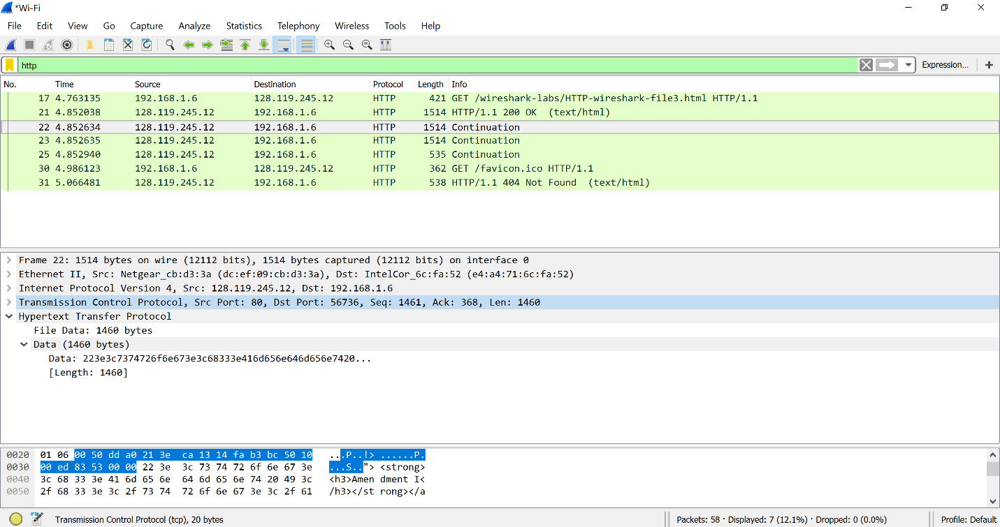 *Wi-Fi
File Edit View Go Capture Analyze Statistics Telephony Wireless Tools Help
http Expression... +
No. Time Source Destination Protocol Length Info
17 4.763135 192.168.1.6 128.119.245.12 HTTP 421 GET /wireshark-labs/HTTP-wireshark-file3.html HTTP/1.1
21 4.852038 128.119.245.12 192.168.1.6 HTTP 1514 HTTP/1.1 200 OK (text/html)
22 4.852634 128.119.245.12 192.168.1.6 HTTP 1514 Continuation
23 4.852635 128.119.245.12 192.168.1.6 HTTP 1514 Continuation
25 4.852940 128.119.245.12 192.168.1.6 HTTP 535 Continuation
30 4.986123 192.168.1.6 128.119.245.12 HTTP 362 GET /favicon.ico HTTP/1.1
31 5.066481 128.119.245.12 192.168.1.6 HTTP 538 HTTP/1.1 404 Not Found (text/html)
Frame 22: 1514 bytes on wire (12112 bits), 1514 bytes captured (12112 bits) on interface 0
Ethernet II, Src: Netgear_cb:d3:3a (dc:ef:09:cb:d3:3a), Dst: IntelCor_6c:fa:52 (e4:a4:71:6c:fa:52)
Internet Protocol Version 4, Src: 128.119.245.12, Dst: 192.168.1.6
Transmission Control Protocol, Src Port: 80, Dst Port: 56736, Seq: 1461, Ack: 368, Len: 1460
Hypertext Transfer Protocol
File Data: 1460 bytes
Data (1460 bytes)
Data: 223e3c7374726f6e673e3c68333e416d656e646d656e7420...
[Length: 1460]
0020 01 06 00 50 dd a0 21 3e ca 13 14 fa b3 bc 50 10 ...P..!> ......P.
0030 00 ed 83 53 00 00 22 3e 3c 73 74 72 6f 6e 67 3e ...S.."> <strong>
0040 3c 68 33 3e 41 6d 65 6e 64 6d 65 6e 74 20 49 3c <h3>Amen dment I<
0050 2f 68 33 3e 3c 2f 73 74 72 6f 6e 67 3e 3c 2f 61 /h3></st rong></a
Transmission Control Protocol (tcp), 20 bytes Packets: 58 · Displayed: 7 (12.1%) · Dropped: 0 (0.0%) Profile: Default